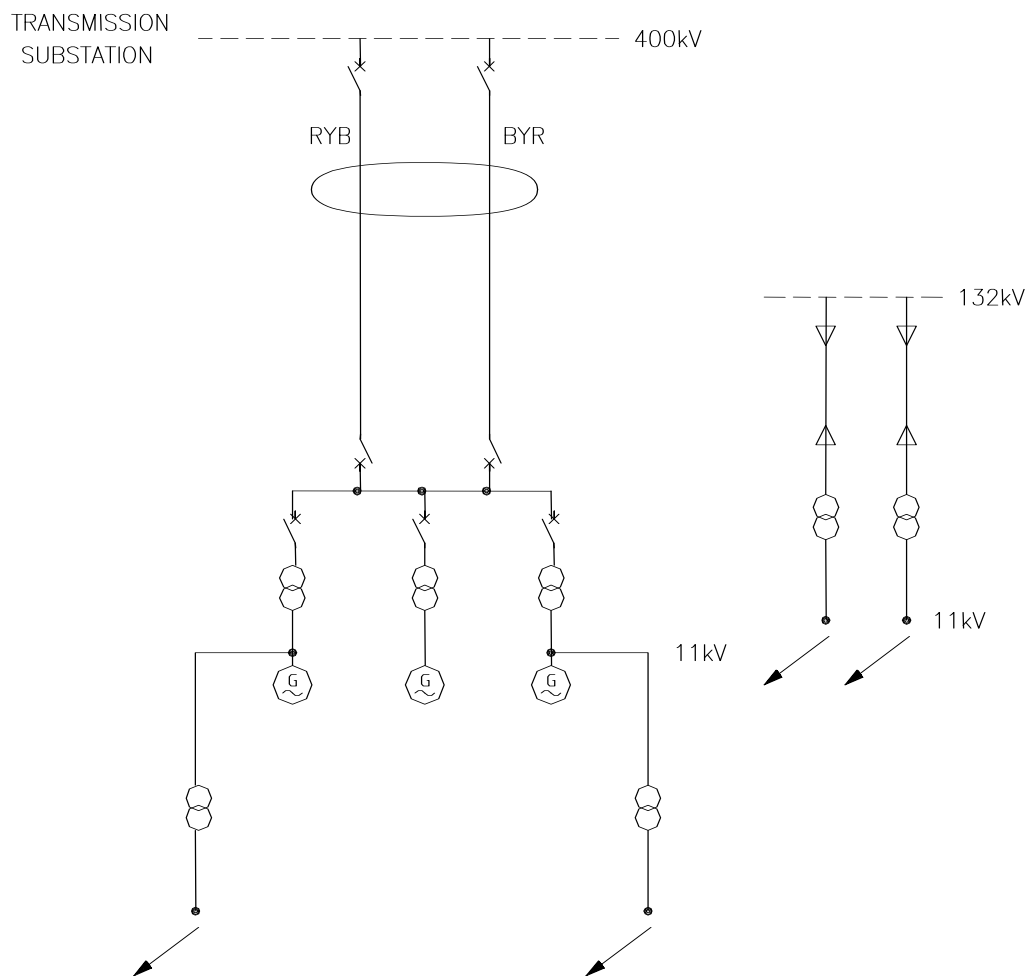 TRANSMISSION
SUBSTATION
400kV
RYB
BYR
132kV
11kV
11kV
G
G
G